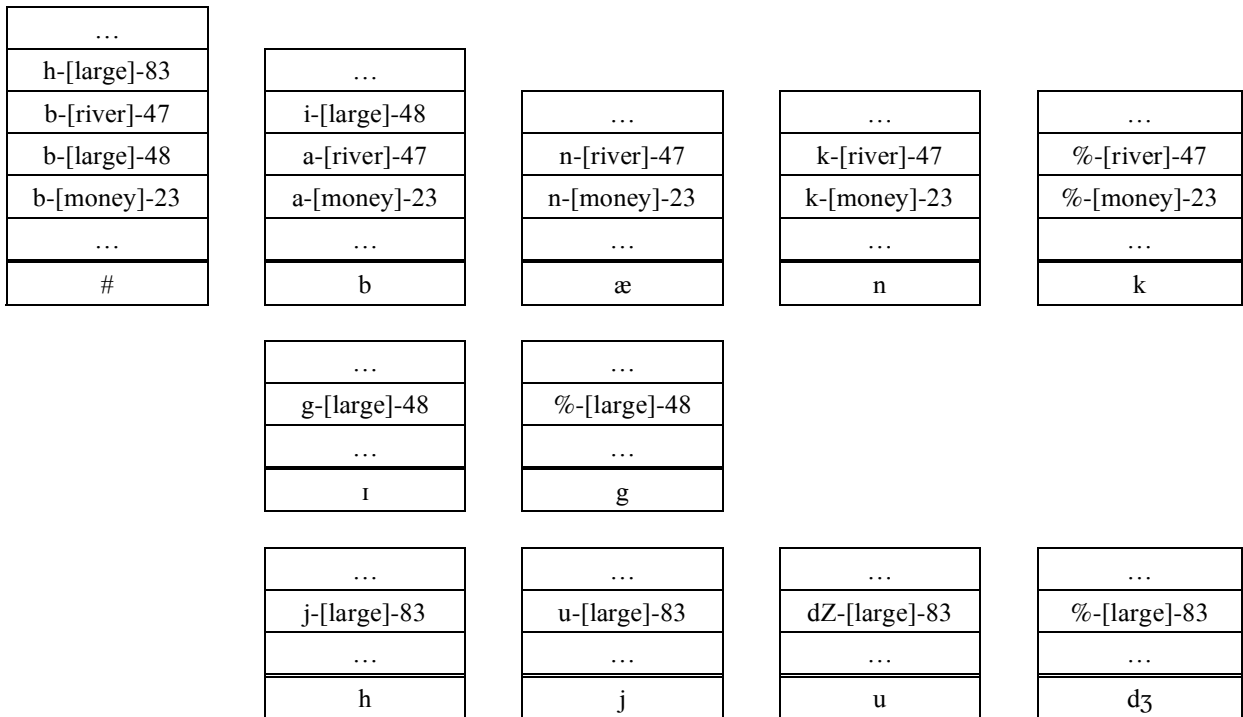 …
h-[large]-83
b-[river]-47
b-[large]-48
b-[money]-23
…
#
…
i-[large]-48
a-[river]-47
a-[money]-23
…
b
…
n-[river]-47
n-[money]-23
…
æ
…
k-[river]-47
k-[money]-23
…
n
…
%-[river]-47
%-[money]-23
…
k
…
g-[large]-48
…
ɪ
…
%-[large]-48
…
g
…
j-[large]-83
…
h
…
u-[large]-83
…
j
…
dZ-[large]-83
…
u
…
%-[large]-83
…
dʒ